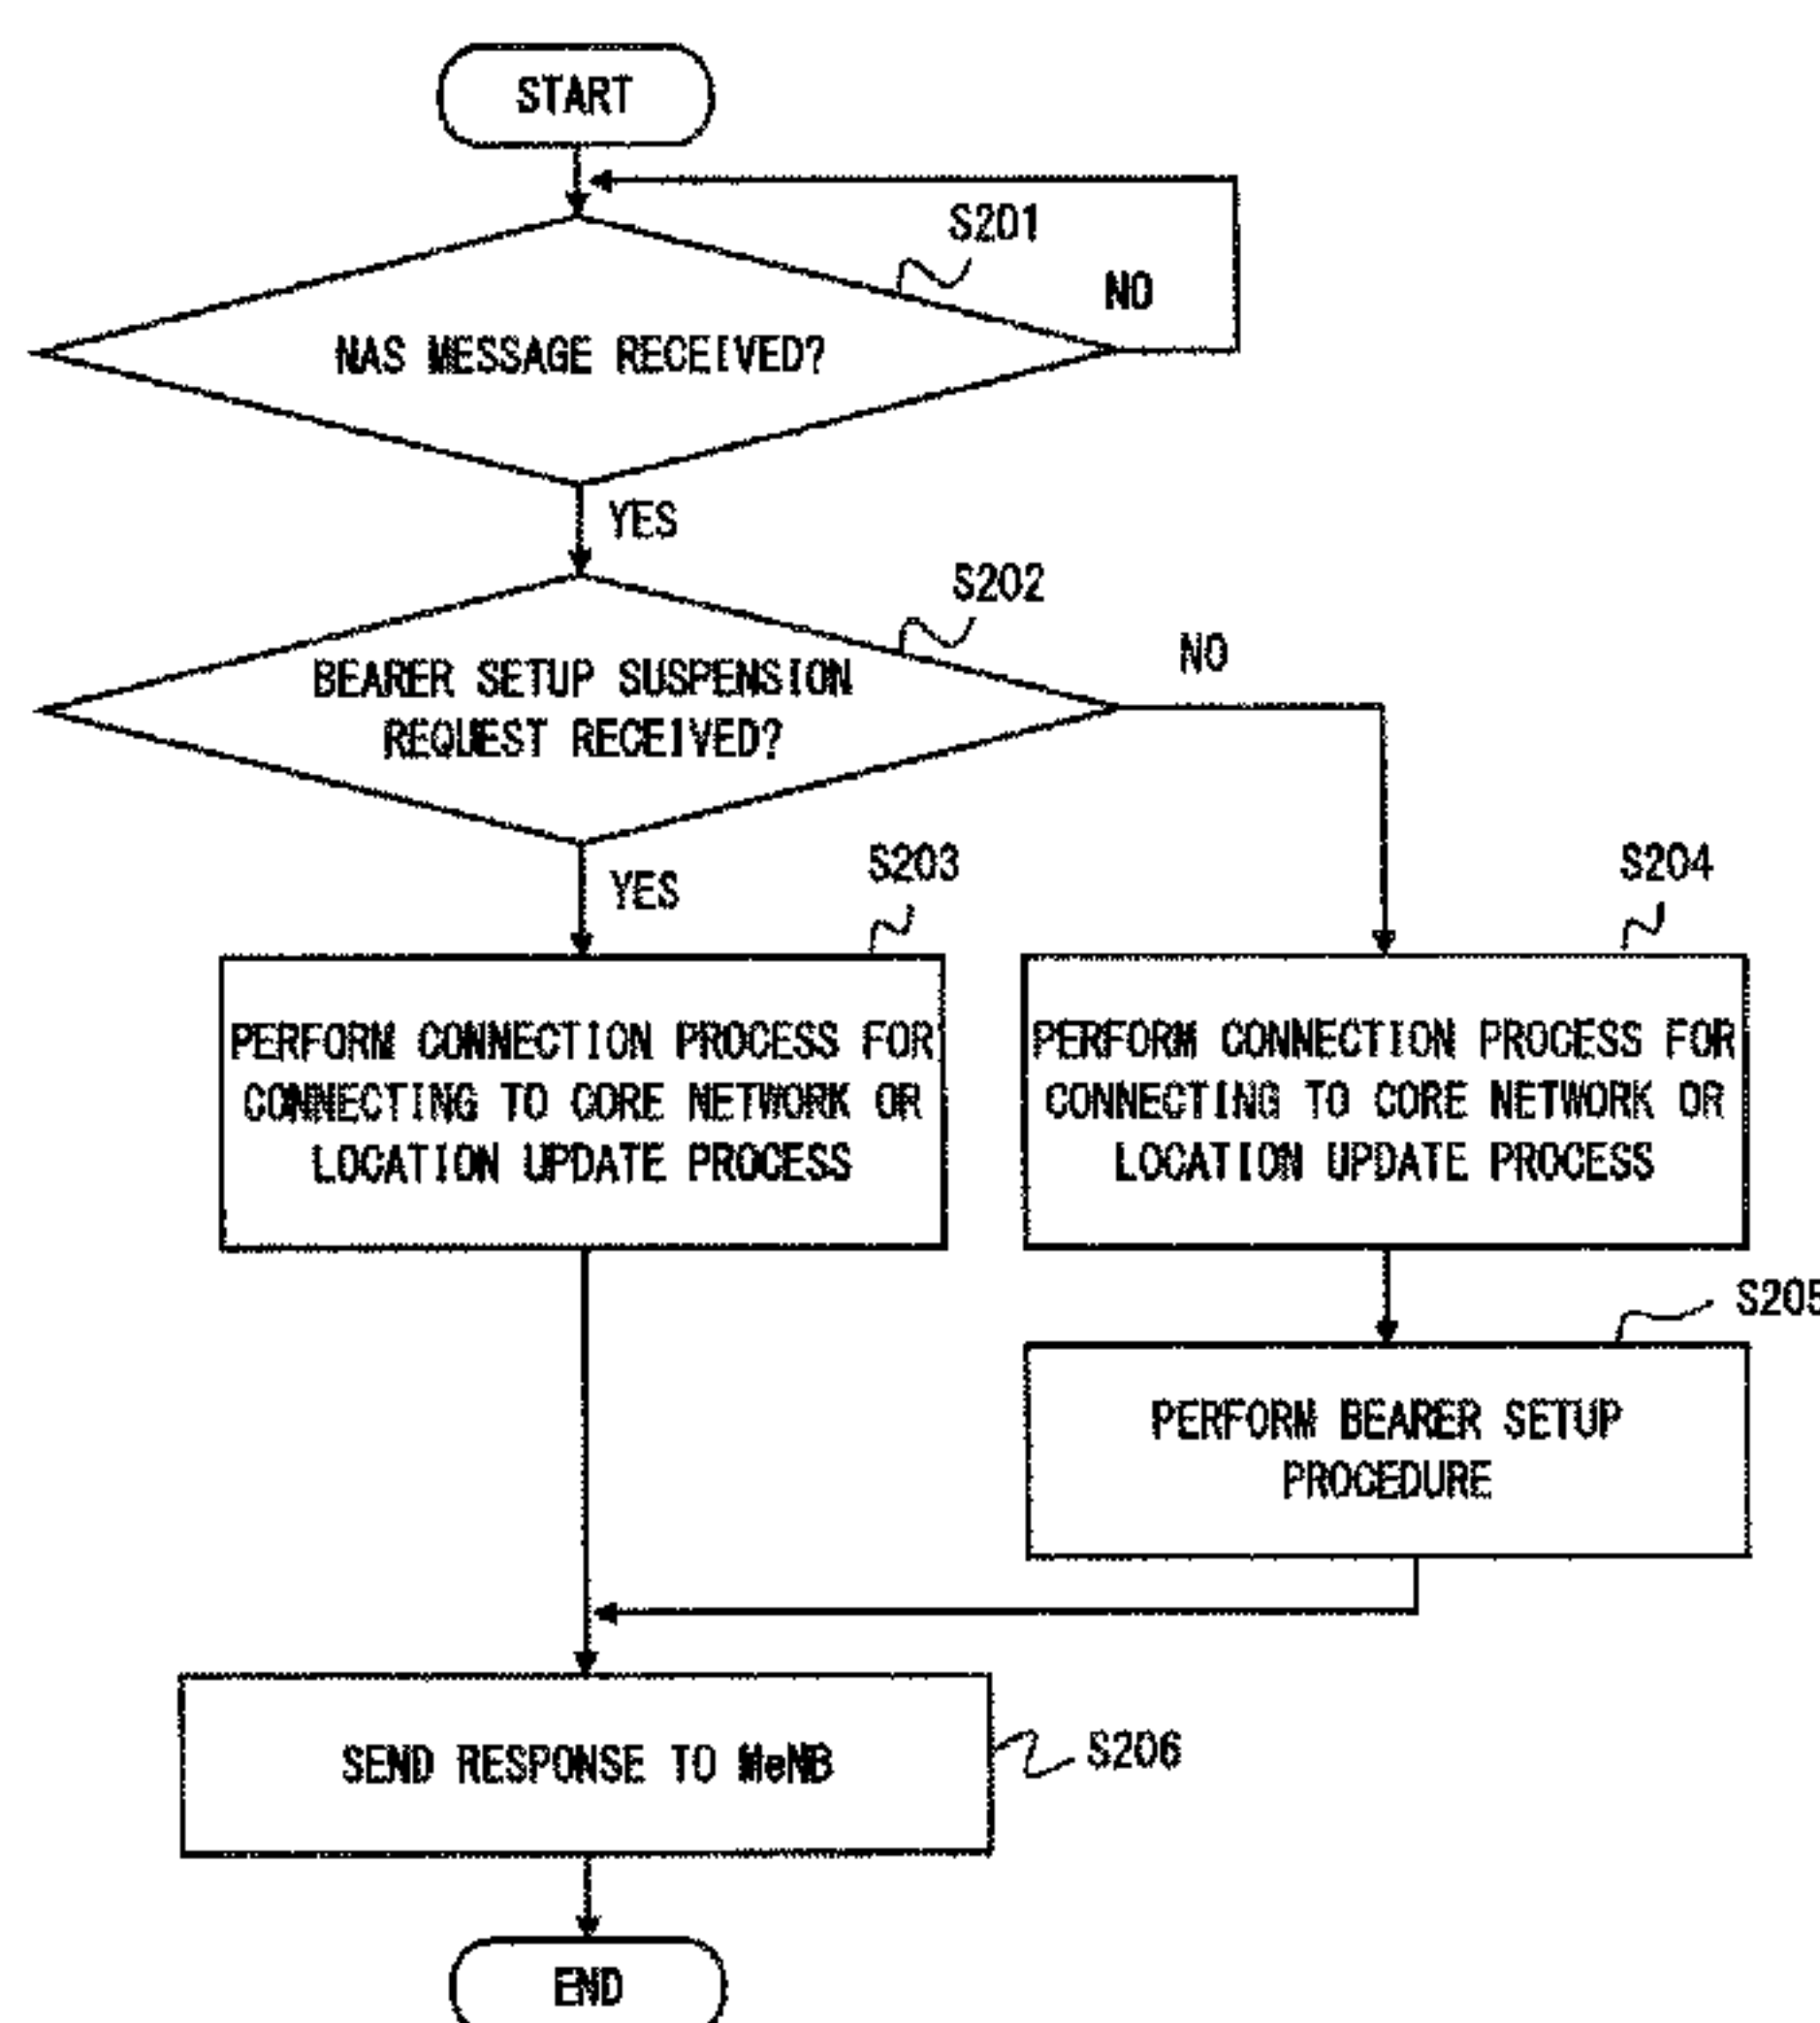 START
S201
NO
NAS MESSAGE RECEIVED?
YES
S202
NO
BEARER SETUP SUSPENSION
REQUEST RECEIVED?
YES
S203
S204
PERFORM CONNECTION PROCESS FOR
CONNECTING TO CORE NETWORK OR
LOCATION UPDATE PROCESS
PERFORM CONNECTION PROCESS FOR
CONNECTING TO CORE NETWORK OR
LOCATION UPDATE PROCESS
S205
PERFORM BEARER SETUP
PROCEDURE
SEND RESPONSE TO MeNB
S206
END